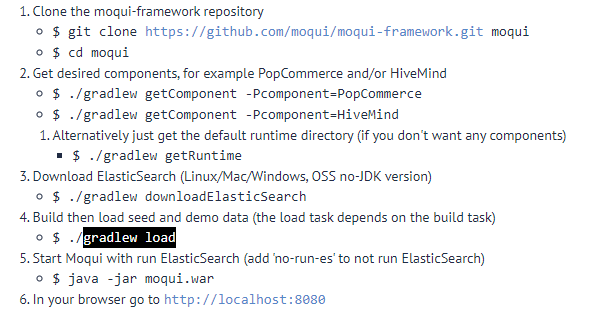 1. Clone the moqui-framework repository
$ git clone https://github.com/moqui/moqui-framework.git moqui
$ cd moqui
2. Get desired components, for example PopCommerce and/or HiveMind
$ ./gradlew getComponent -Pcomponent=PopCommerce
$ ./gradlew getComponent -Pcomponent=HiveMind
1. Alternatively just get the default runtime directory (if you don't want any components)
$ ./gradlew getRuntime
3. Download ElasticSearch (Linux/Mac/Windows, OSS no-JDK version)
$ ./gradlew downloadElasticSearch
4. Build then load seed and demo data (the load task depends on the build task)
$ ./gradlew load
5. Start Moqui with run ElasticSearch (add 'no-run-es' to not run ElasticSearch)
$ java -jar moqui.war
6. In your browser go to http://localhost:8080